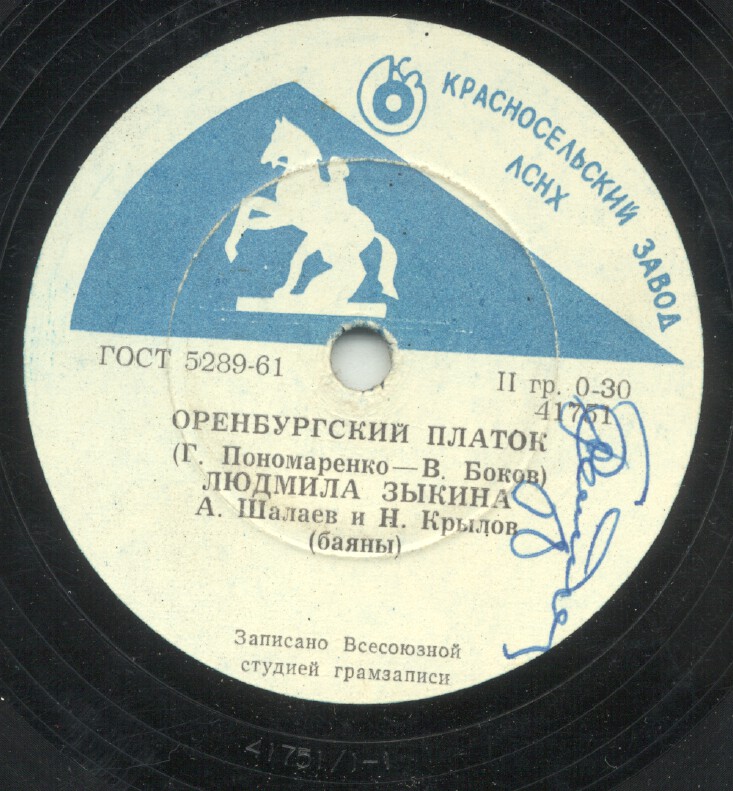 КРАСНОСЕЛЬСКИЙ ЗАВОД
ЛСНХ
ГОСТ 5289-61
II гр. 0-30
41751
ОРЕНБУРГСКИЙ ПЛАТОК
(Г. Пономаренко—В. Боков)
ЛЮДМИЛА ЗЫКИНА
А. Шалаев и Н. Крылов
(баяны)
Записано Всесоюзной
студией грамзаписи
41751/1-1